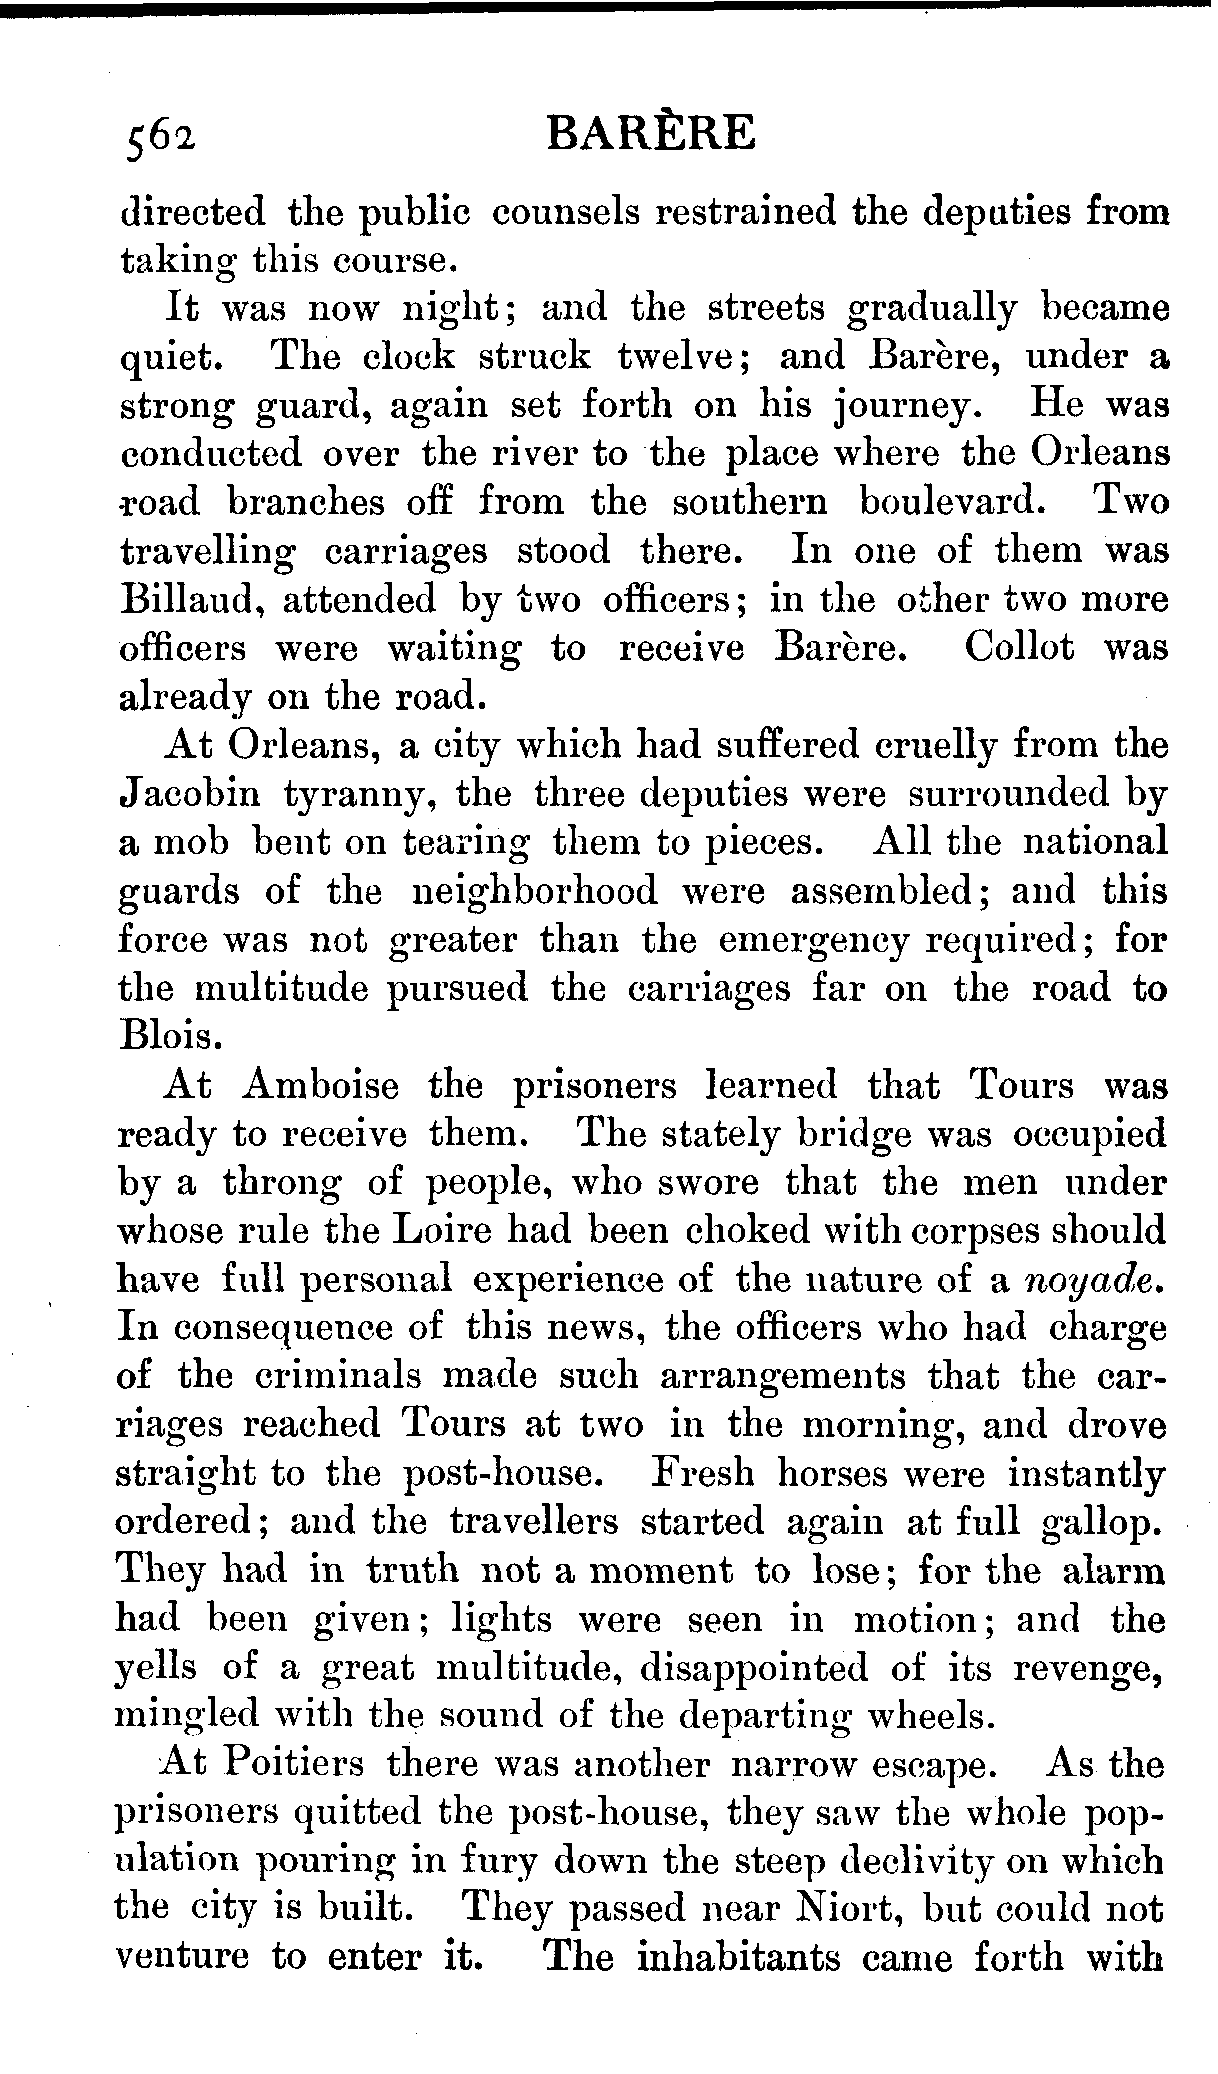 562 BARÈRE
directed the public counsels restrained the deputies from
taking this course.
It was now night; and the streets gradually became
quiet. The clock struck twelve; and Barère, under a
strong guard, again set forth on his journey. He was
conducted over the river to the place where the Orleans
road branches off from the southern boulevard. Two
travelling carriages stood there. In one of them was
Billaud, attended by two officers; in the other two more
officers were waiting to receive Barère. Collot was
already on the road.
At Orleans, a city which had suffered cruelly from the
Jacobin tyranny, the three deputies were surrounded by
a mob bent on tearing them to pieces. All the national
guards of the neighborhood were assembled; and this
force was not greater than the emergency required; for
the multitude pursued the carriages far on the road to
Blois.
At Amboise the prisoners learned that Tours was
ready to receive them. The stately bridge was occupied
by a throng of people, who swore that the men under
whose rule the Loire had been choked with corpses should
have full personal experience of the nature of a noyade.
In consequence of this news, the officers who had charge
of the criminals made such arrangements that the car-
riages reached Tours at two in the morning, and drove
straight to the post-house. Fresh horses were instantly
ordered; and the travellers started again at full gallop.
They had in truth not a moment to lose; for the alarm
had been given; lights were seen in motion; and the
yells of a great multitude, disappointed of its revenge,
mingled with the sound of the departing wheels.
At Poitiers there was another narrow escape. As the
prisoners quitted the post-house, they saw the whole pop-
ulation pouring in fury down the steep declivity on which
the city is built. They passed near Niort, but could not
venture to enter it. The inhabitants came forth with